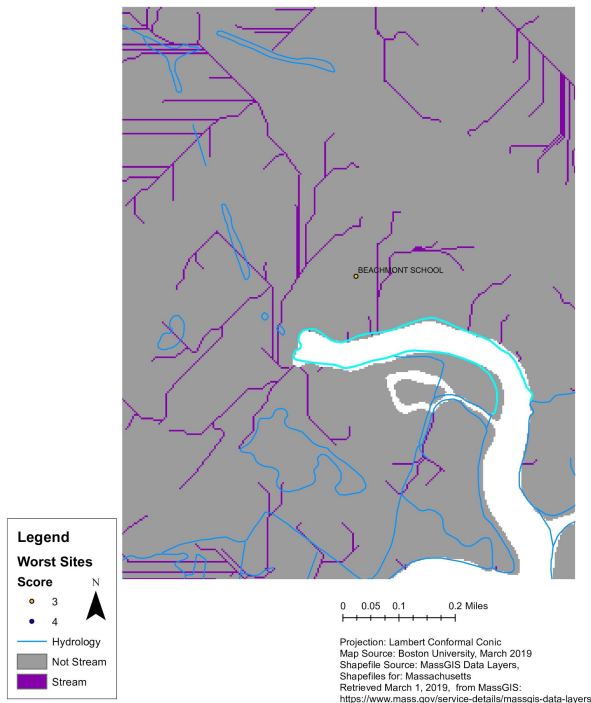 BEACHMONT SCHOOL
Legend
Worst Sites
Score
N
3
4
Hydrology
Not Stream
Stream
0 0.05 0.1 0.2 Miles
Projection: Lambert Conformal Conic
Map Source: Boston University, March 2019
Shapefile Source: MassGIS Data Layers,
Shapefiles for: Massachusetts
Retrieved March 1, 2019, from MassGIS:
https://www.mass.gov/service-details/massgis-data-layers